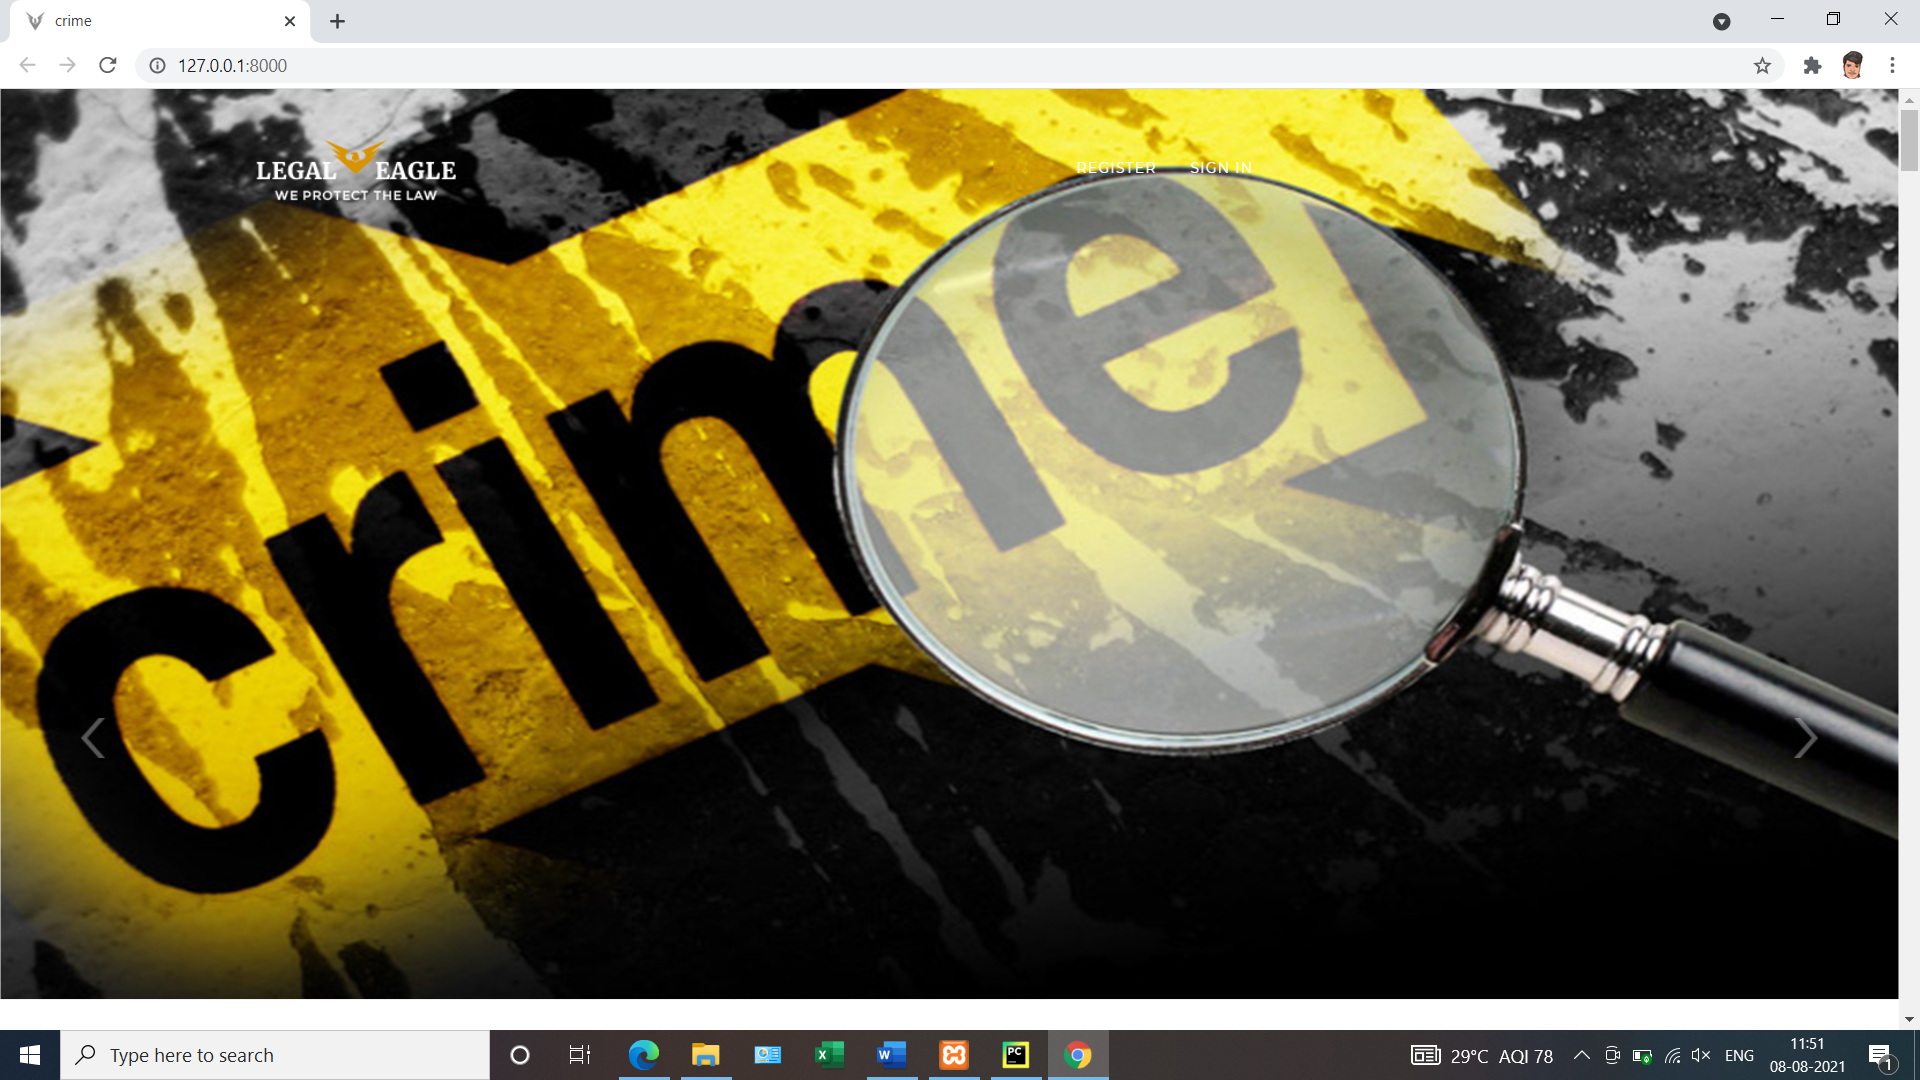 crime
127.0.0.1:8000
LEGAL EAGLE
WE PROTECT THE LAW
REGISTER SIGN IN
crime
Type here to search
29°C AQI 78
ENG
11:51
08-08-2021
1